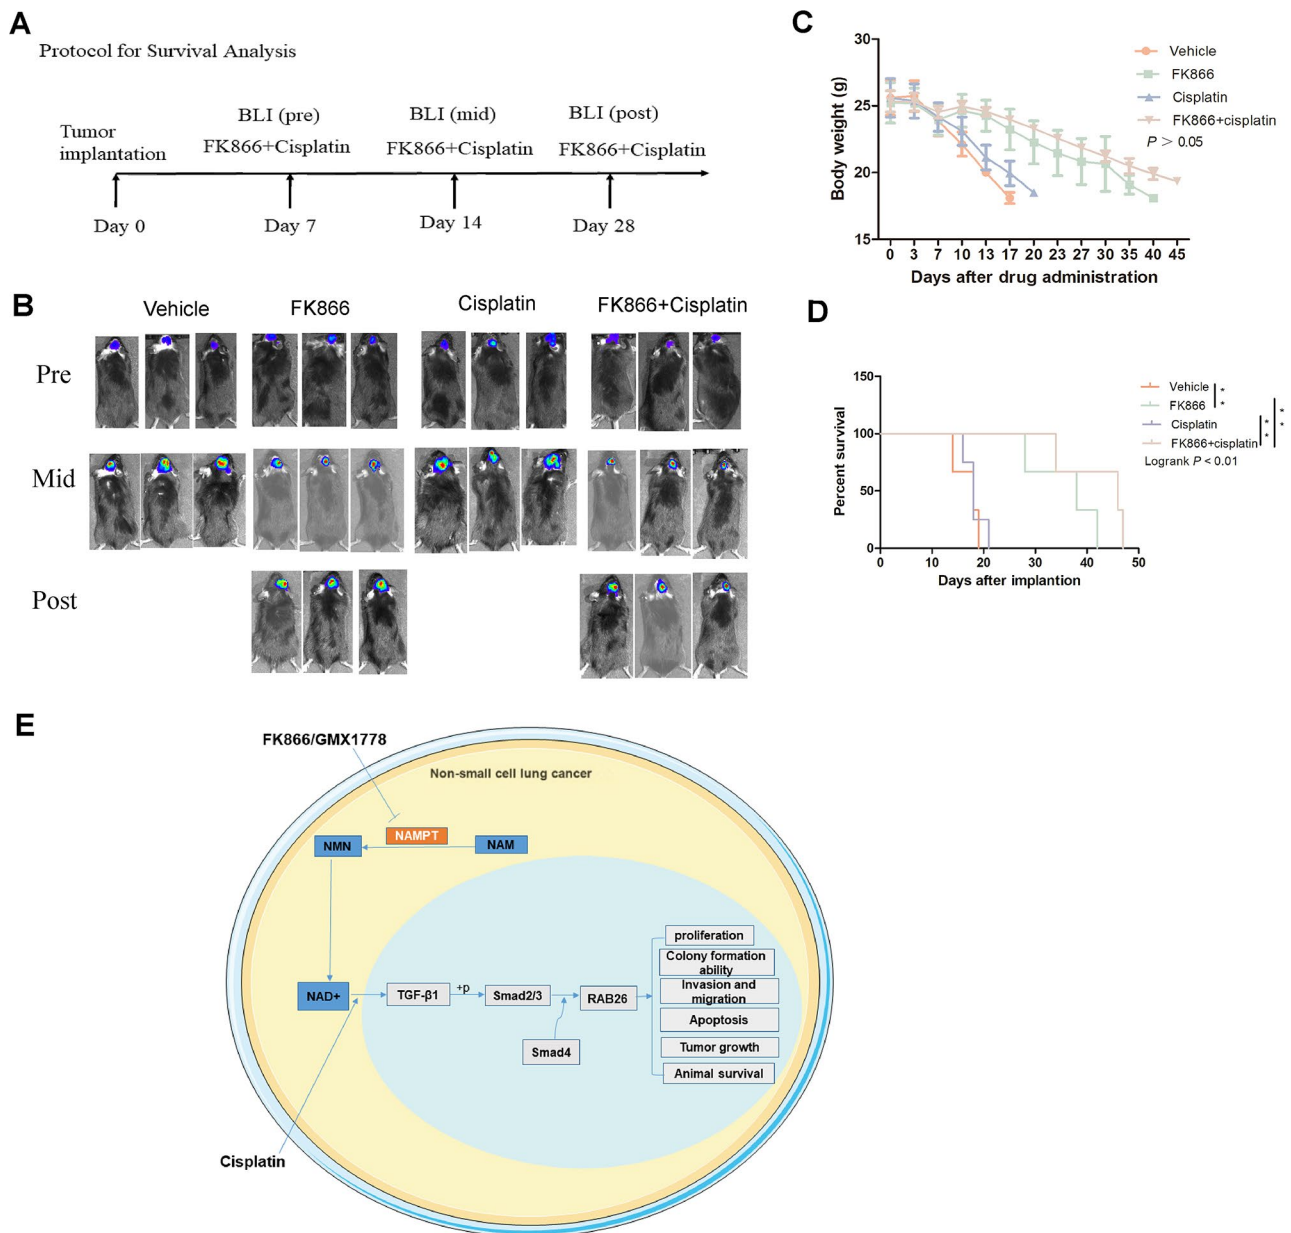 A
Protocol for Survival Analysis
Tumor
implantation
BLI (pre)
FK866+Cisplatin
BLI (mid)
FK866+Cisplatin
BLI (post)
FK866+Cisplatin
Day 0
Day 7
Day 14
Day 28
B
Vehicle
FK866
Cisplatin
FK866+Cisplatin
Pre
Mid
Post
C
Body weight (g)
30
25
20
15
0 3 7 10 13 17 20 23 27 30 35 40 45
Days after drug administration
Vehicle
FK866
Cisplatin
FK866+cisplatin
P > 0.05
D
Percent survival
150
100
50
0
0 10 20 30 40 50
Days after implantion
Vehicle
FK866
Cisplatin
FK866+cisplatin
Logrank P < 0.01
* *
* *
* *
E
FK866/GMX1778
Non-small cell lung cancer
NAMPT
NMN
NAM
NAD+
TGF-β1
+p
Smad2/3
RAB26
Smad4
proliferation
Colony formation
ability
Invasion and
migration
Apoptosis
Tumor growth
Animal survival
Cisplatin